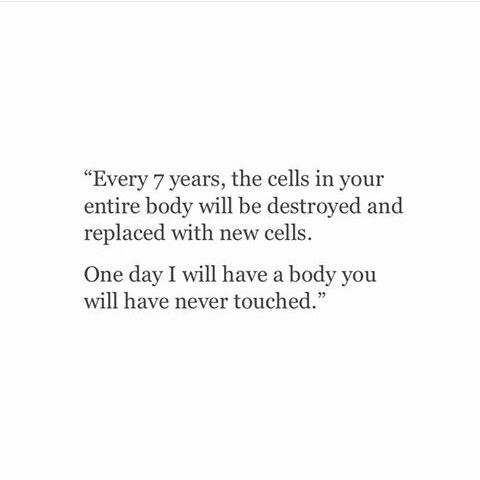 “Every 7 years, the cells in your
entire body will be destroyed and
replaced with new cells.
One day I will have a body you
will have never touched.”